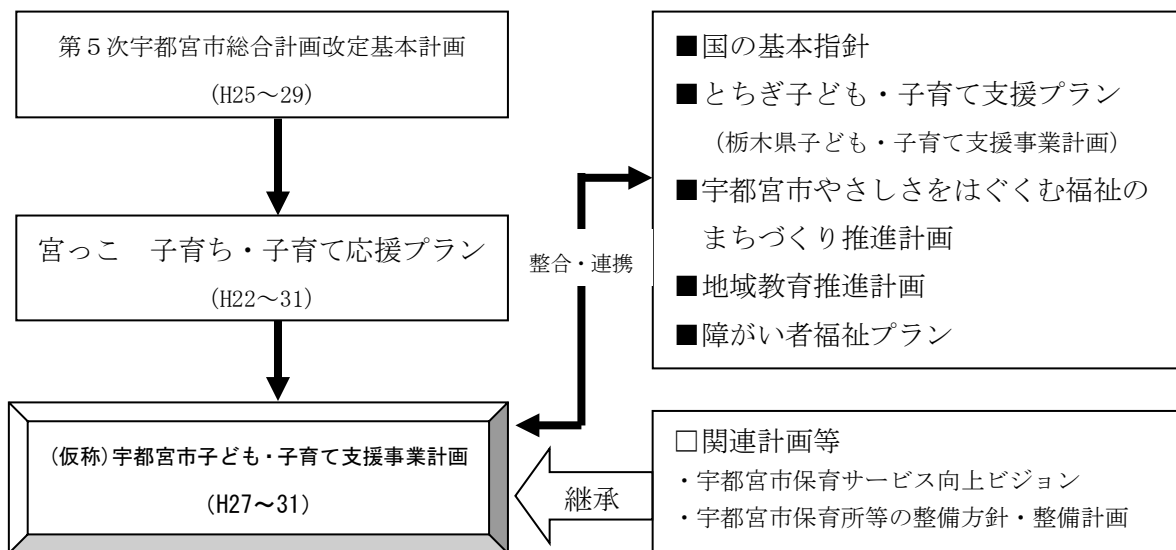 第５次宇都宮市総合計画改定基本計画
(H25～29)
宮っこ　子育ち・子育て応援プラン
(H22～31)
(仮称)宇都宮市子ども・子育て支援事業計画
(H27～31)
整合・連携
■国の基本指針
■とちぎ子ども・子育て支援プラン
（栃木県子ども・子育て支援事業計画）
■宇都宮市やさしさをはぐくむ福祉の
まちづくり推進計画
■地域教育推進計画
■障がい者福祉プラン
継承
□関連計画等
・宇都宮市保育サービス向上ビジョン
・宇都宮市保育所等の整備方針・整備計画